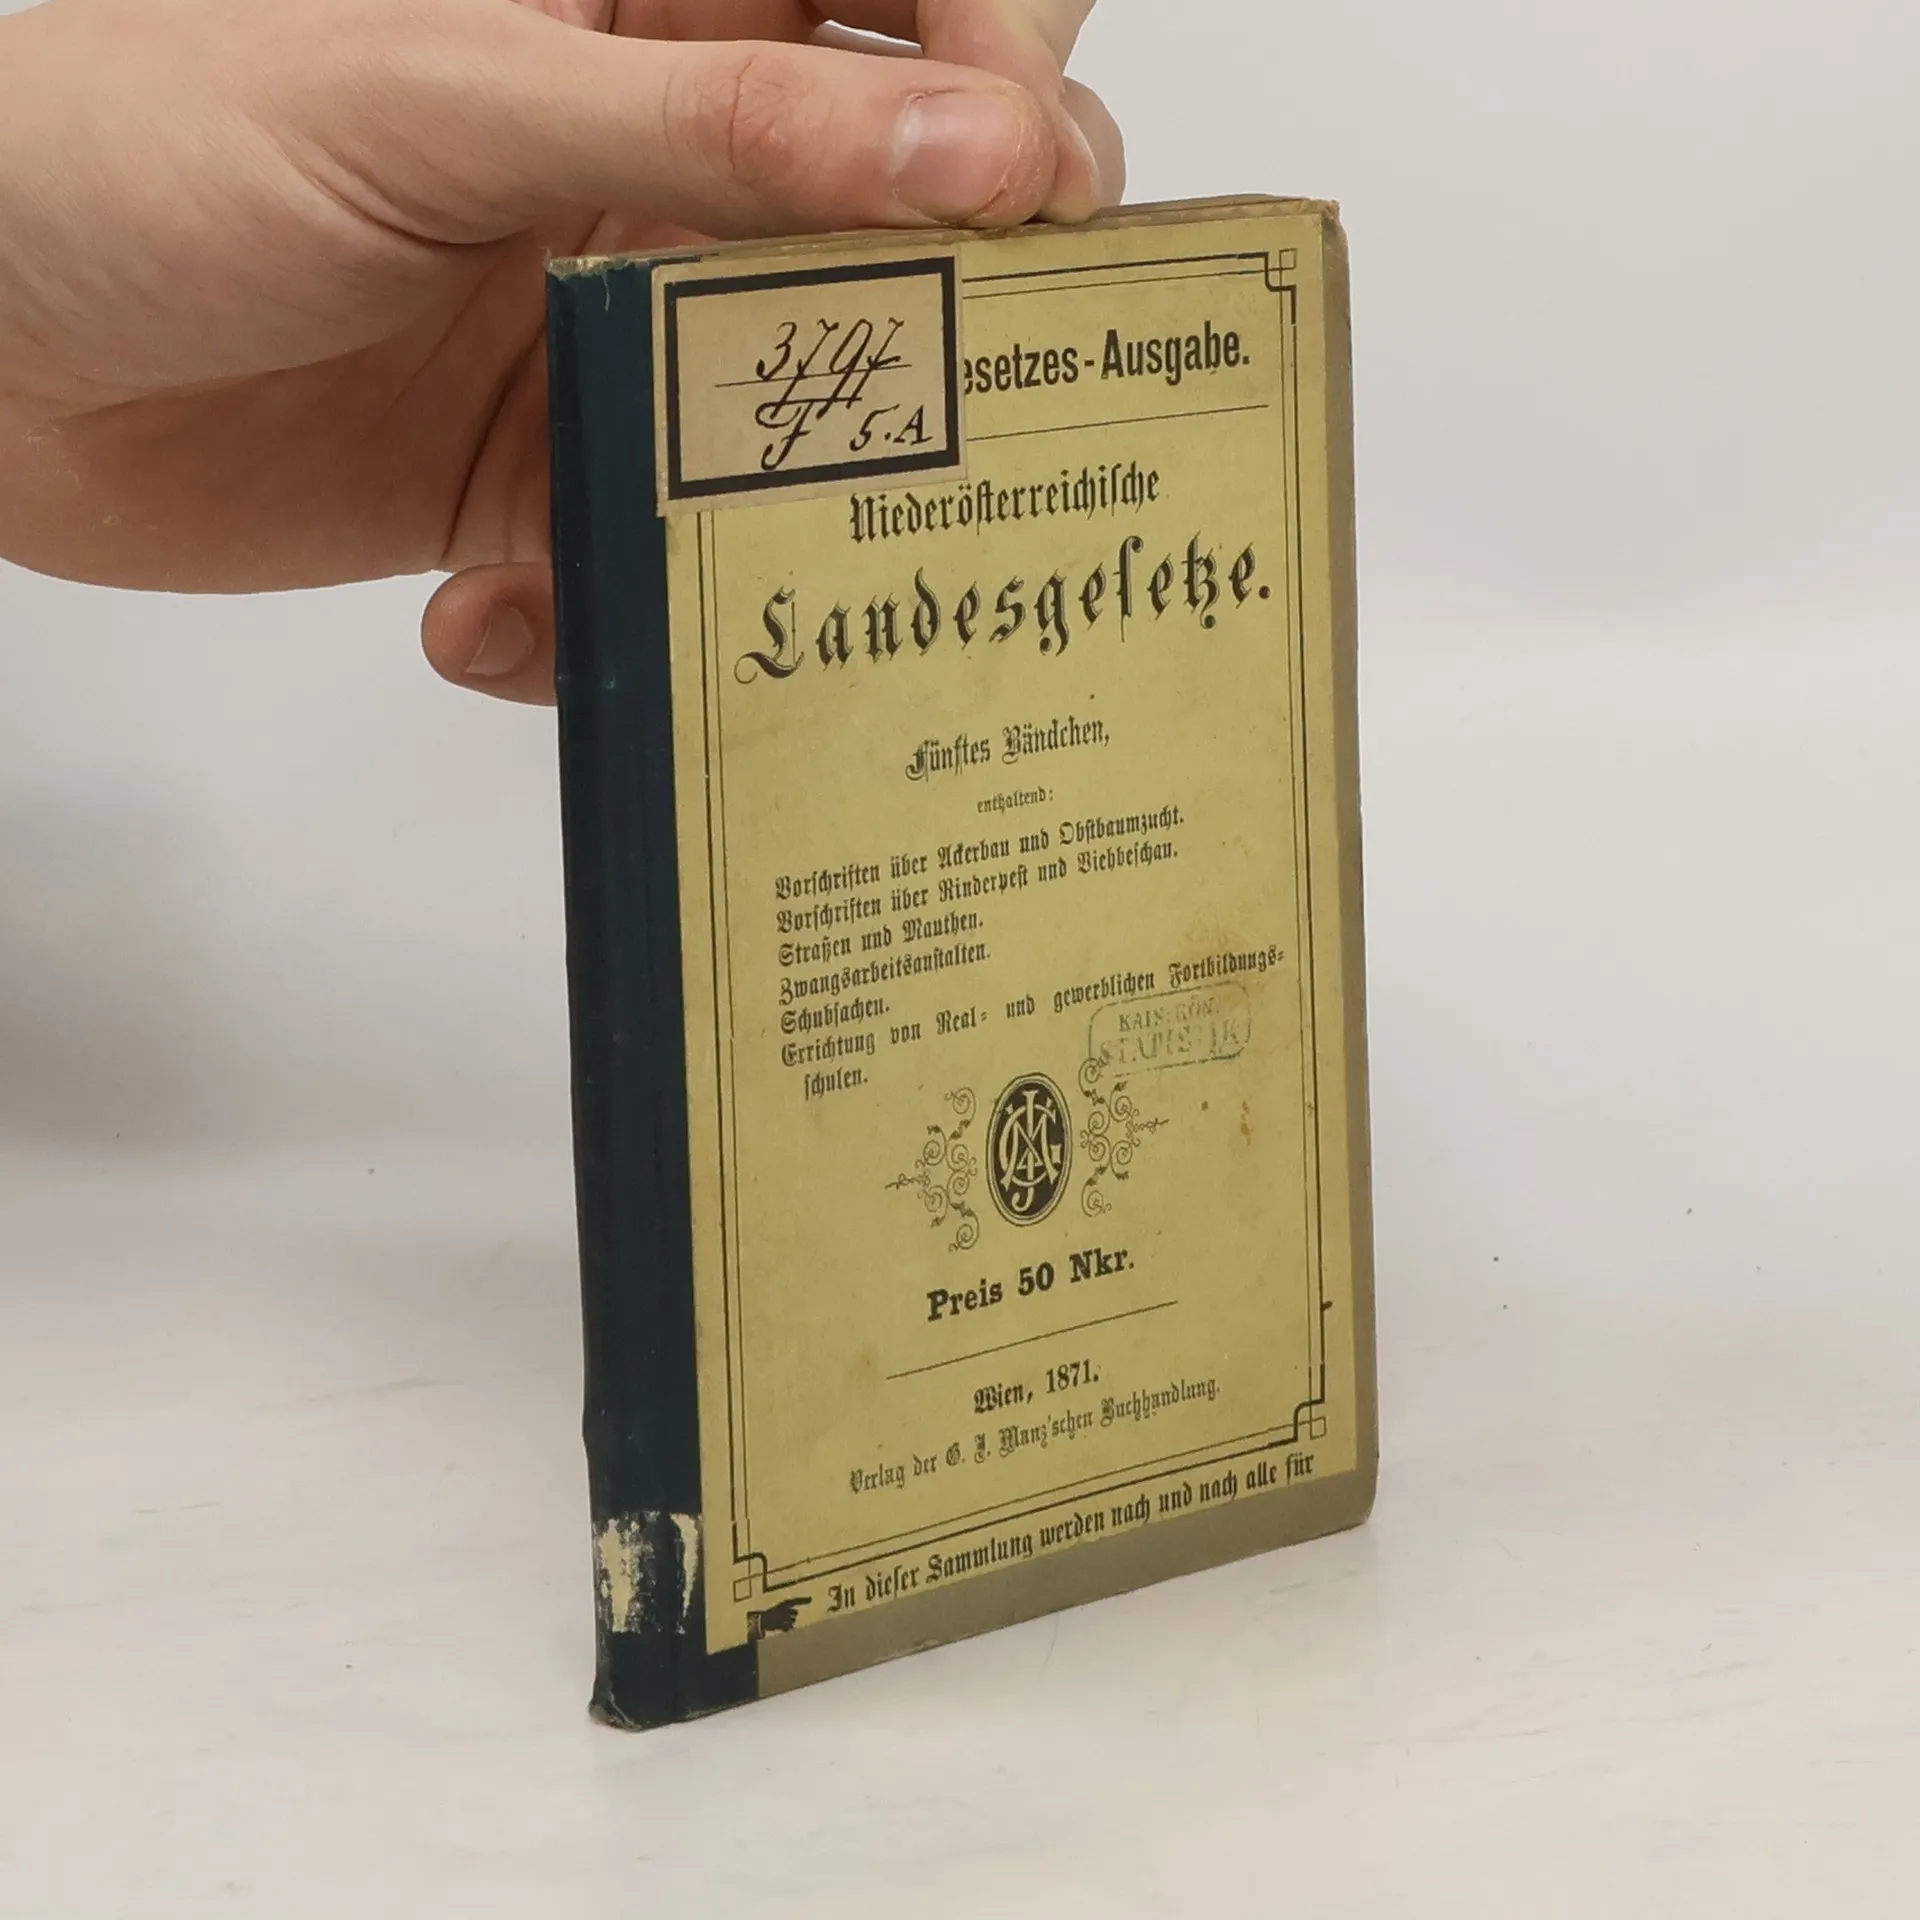 3797
F 5.A
esetzes-Ausgabe.
Niederöſterreichiſche
Landesgeſetze.
Fünftes Bändchen,
enthaltend:
Vorſchriften über Ackerbau und Obſtbaumzucht.
Vorſchriften über Rinderpeſt und Viehbeſchau.
Straßen und Mauthen.
Zwangsarbeitsanſtalten.
Schubſachen.
Errichtung von Real- und gewerblichen Fortbildungs-
ſchulen.
KAIS. KÖN.
Preis 50 Nkr.
Wien, 1871.
Verlag der G. J. Manz'schen Buchhandlung.
In dieſer Sammlung werden nach und nach alle für